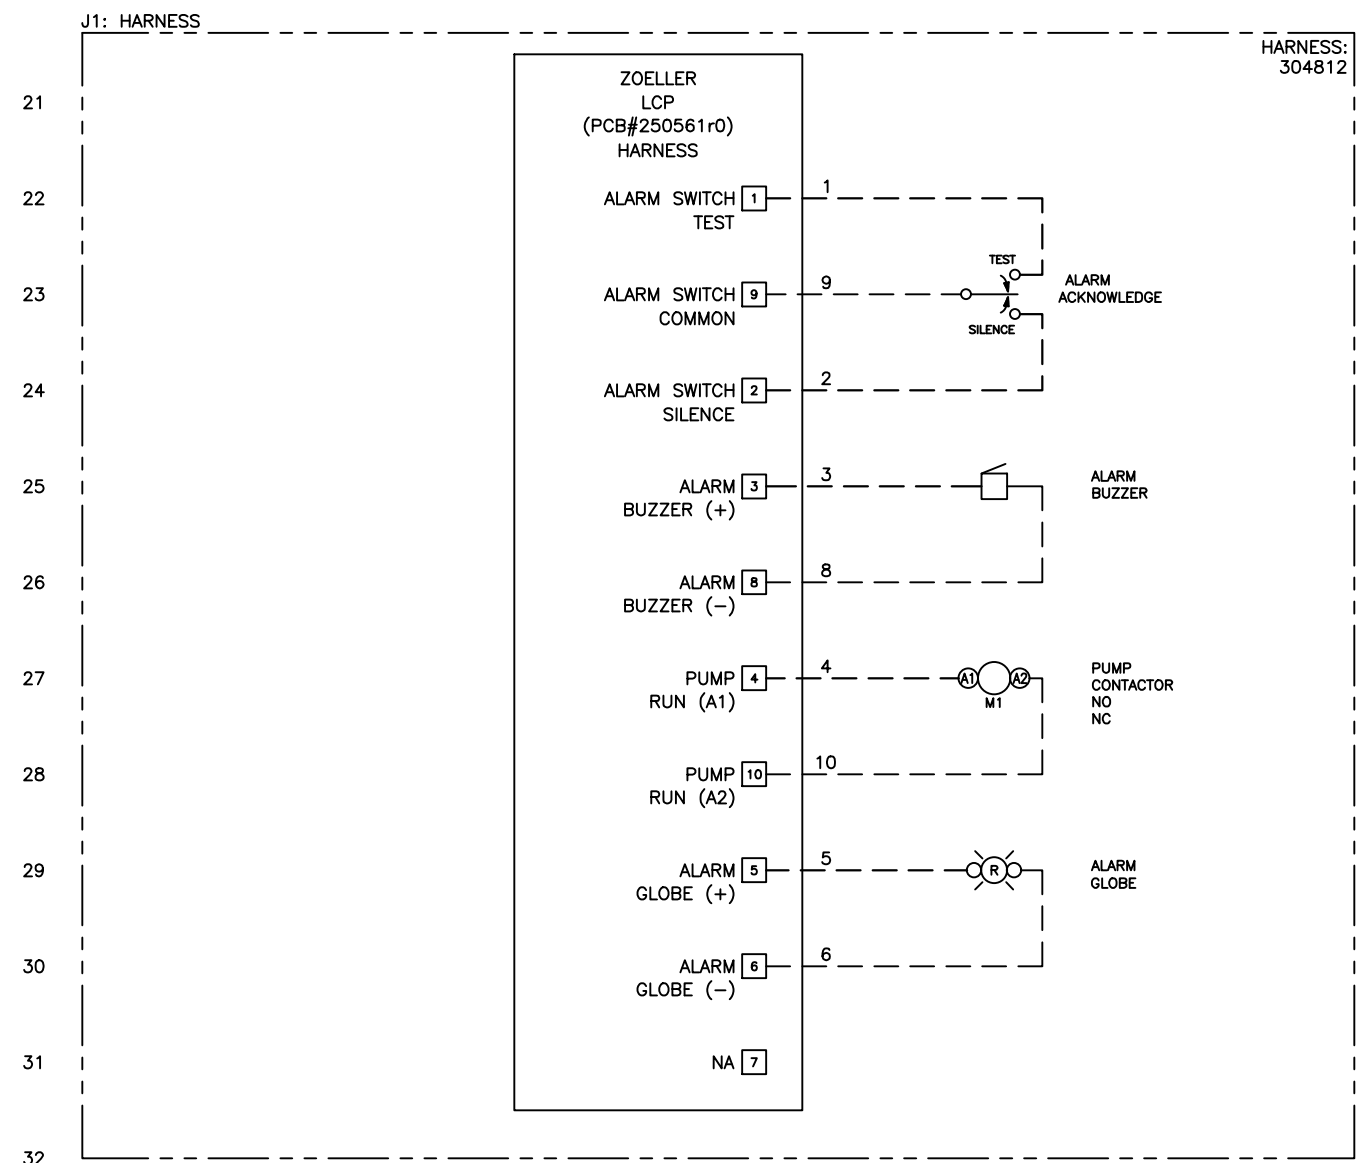 J1: HARNESS
HARNESS:
304812
ZOELLER
21
LCP
(PCB#250561r0)
HARNESS
22
ALARM SWITCH 1
TEST
1
TEST
23
ALARM SWITCH 9
COMMON
9
SILENCE
ALARM
ACKNOWLEDGE
24
ALARM SWITCH 2
SILENCE
2
25
ALARM 3
BUZZER (+)
3
ALARM
BUZZER
26
ALARM 8
BUZZER (−)
8
27
PUMP 4
RUN (A1)
4
A1 A2
M1
PUMP
CONTACTOR
NO
NC
28
PUMP 10
RUN (A2)
10
29
ALARM 5
GLOBE (+)
5
R
ALARM
GLOBE
30
ALARM 6
GLOBE (−)
6
31
NA 7
32